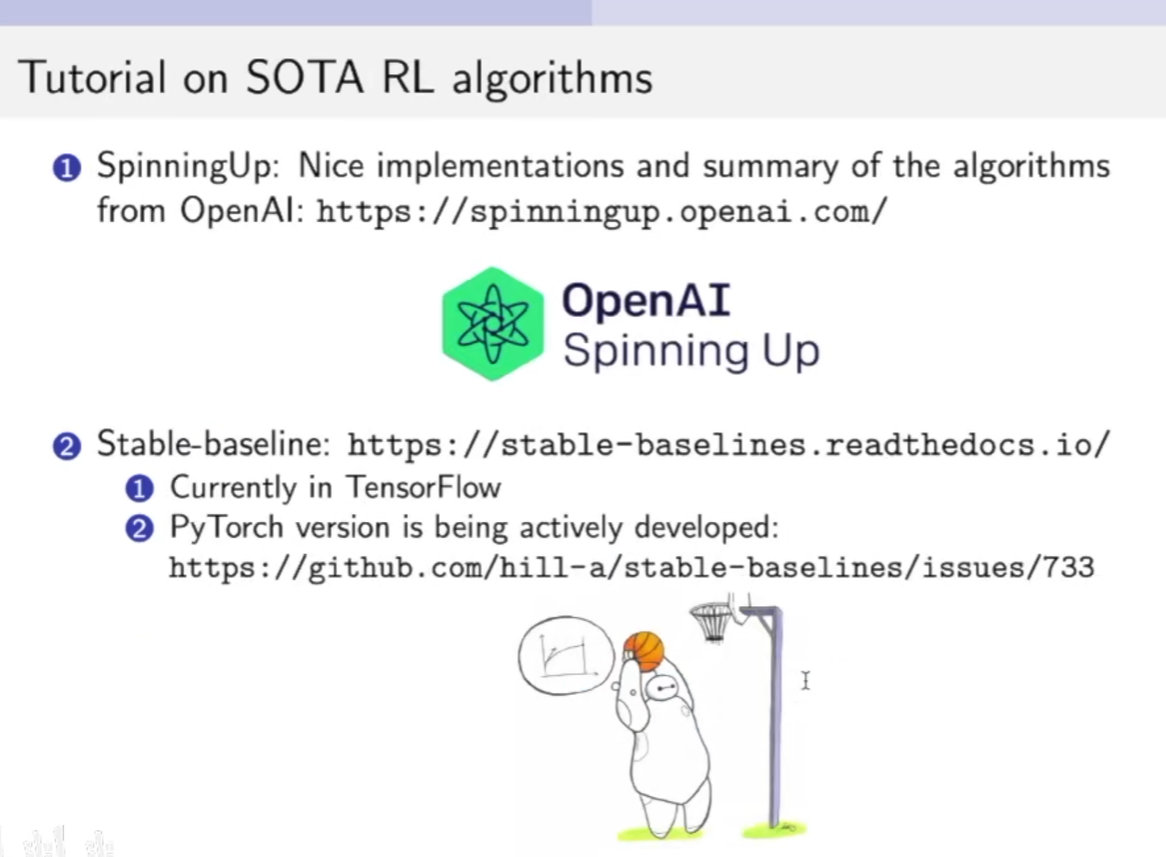 Tutorial on SOTA RL algorithms
1 SpinningUp: Nice implementations and summary of the algorithms
from OpenAI: https://spinningup.openai.com/
OpenAI
Spinning Up
2 Stable-baseline: https://stable-baselines.readthedocs.io/
1 Currently in TensorFlow
2 PyTorch version is being actively developed:
https://github.com/hill-a/stable-baselines/issues/733